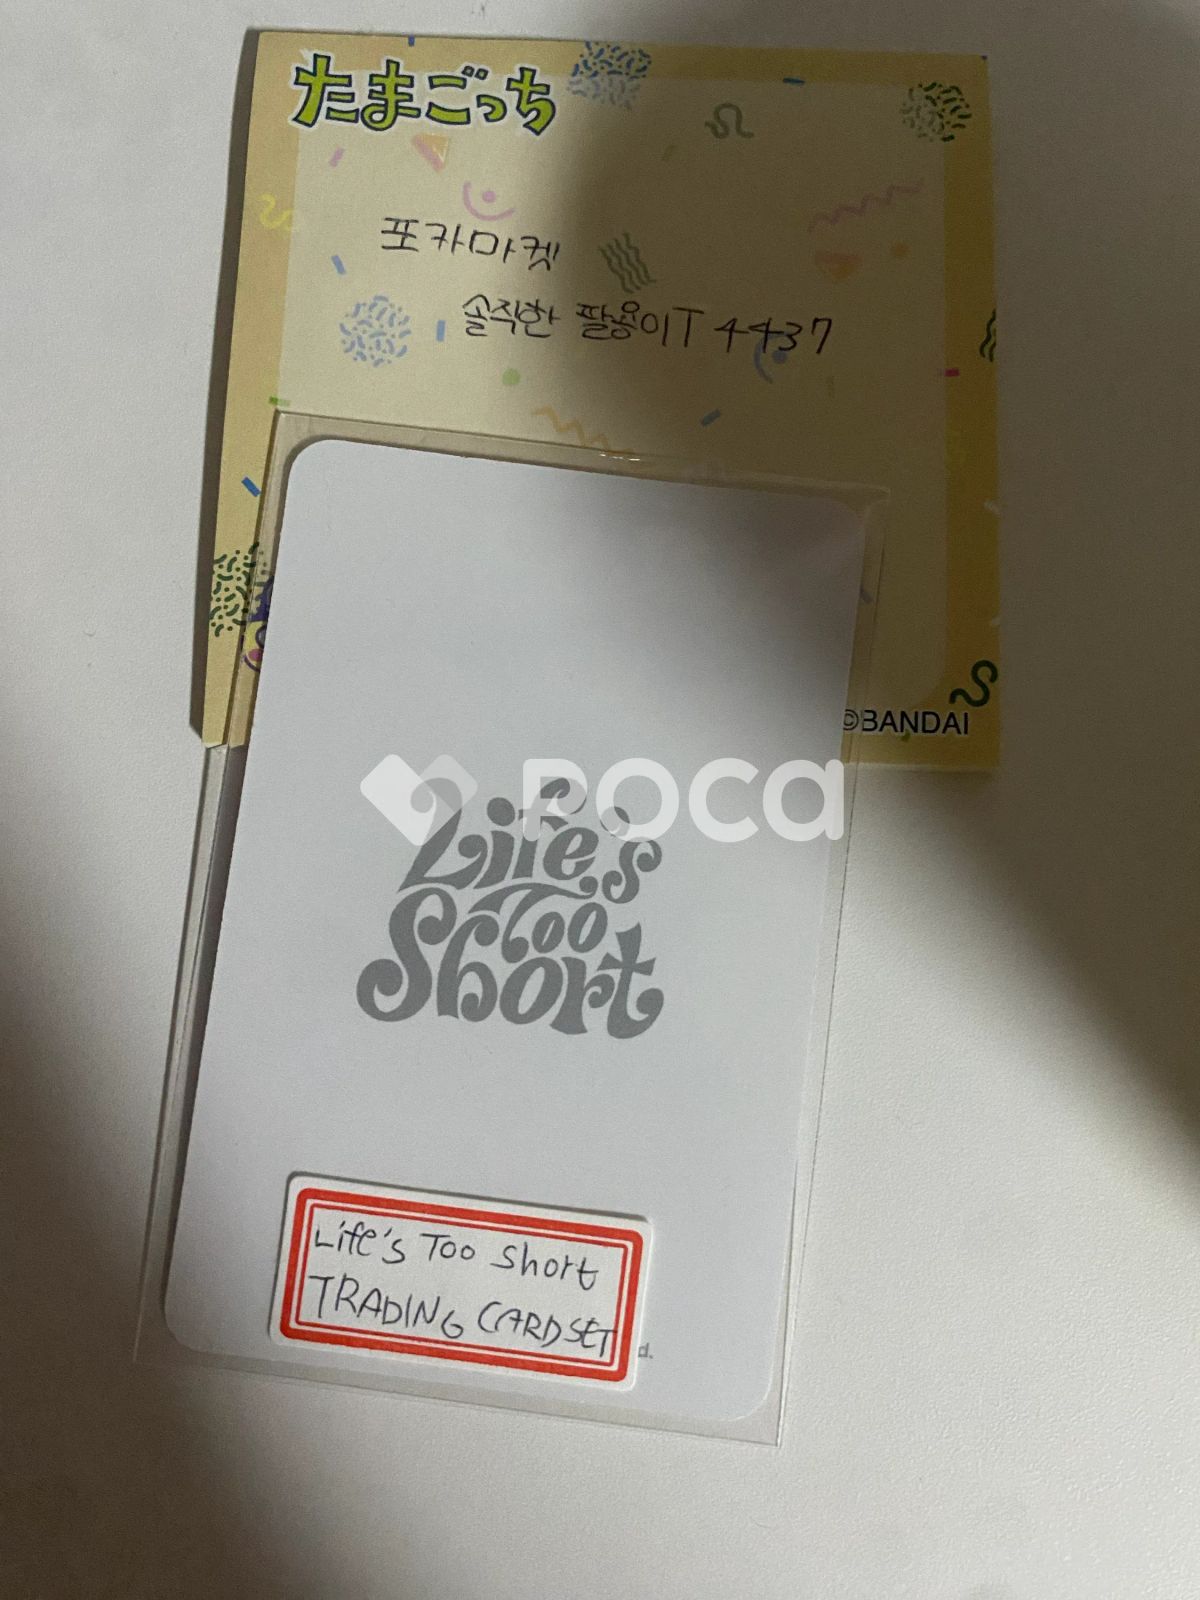 たまごっち
포카마켓
솔직한 팔용이T 4437
©BANDAI
POCA
Life's
Too
Short
Life's Too Short
TRADING CARD SET
d.